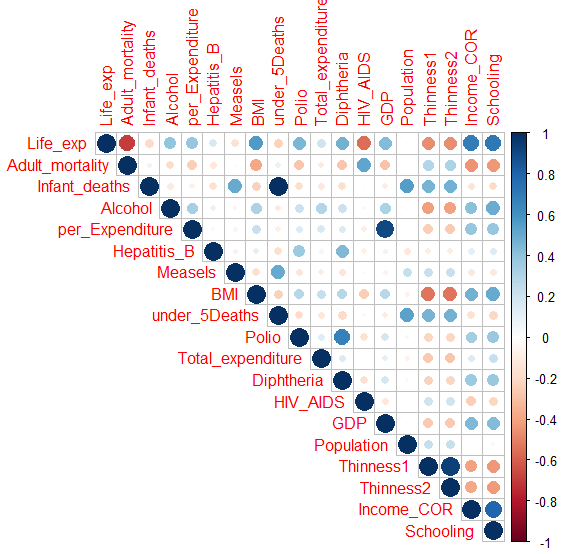 Life_exp
Adult_mortality
Infant_deaths
Alcohol
per_Expenditure
Hepatitis_B
Measels
BMI
under_5Deaths
Polio
Total_expenditure
Diphtheria
HIV_AIDS
GDP
Population
Thinness1
Thinness2
Income_COR
Schooling
Life_exp
Adult_mortality
Infant_deaths
Alcohol
per_Expenditure
Hepatitis_B
Measels
BMI
under_5Deaths
Polio
Total_expenditure
Diphtheria
HIV_AIDS
GDP
Population
Thinness1
Thinness2
Income_COR
Schooling
1
0.8
0.6
0.4
0.2
0
-0.2
-0.4
-0.6
-0.8
-1